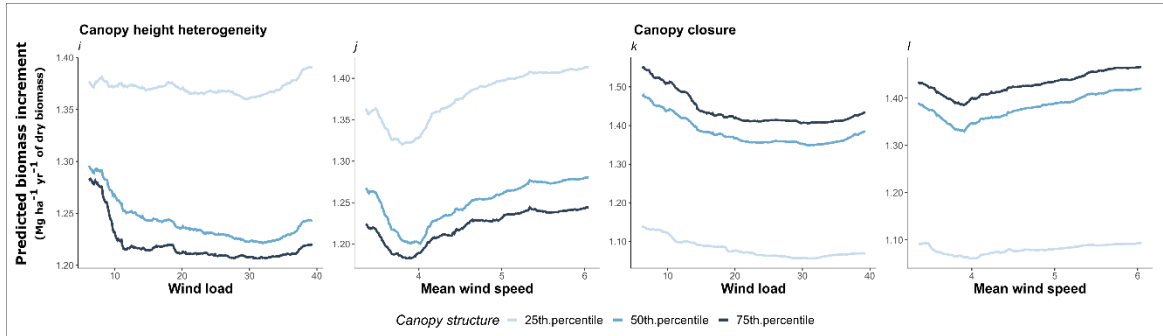 Canopy height heterogeneity
Canopy closure
i
j
k
l
Predicted biomass increment
(Mg ha⁻¹ yr⁻¹ of dry biomass)
1.40
1.35
1.30
1.25
1.20
10
20
30
40
Wind load
1.40
1.35
1.30
1.25
1.20
4
5
6
Mean wind speed
1.50
1.40
1.30
1.20
1.10
10
20
30
40
Wind load
1.40
1.30
1.20
1.10
4
5
6
Mean wind speed
Canopy structure 25th.percentile 50th.percentile 75th.percentile